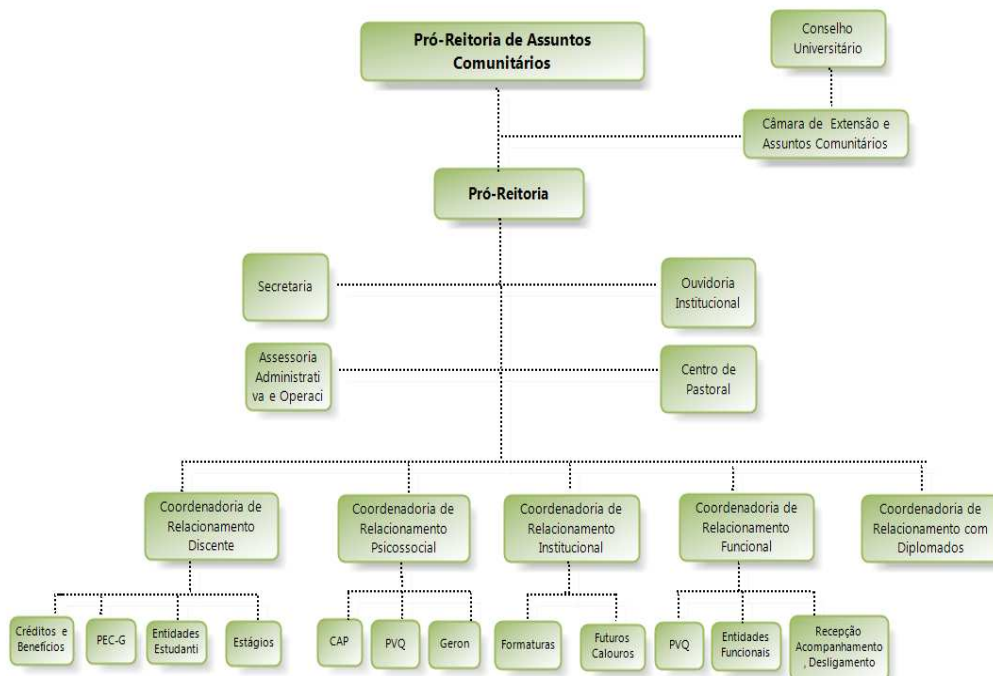 Pró-Reitoria de Assuntos
Comunitários
Conselho
Universitário
Câmara de Extensão e
Assuntos Comunitários
Pró-Reitoria
Secretaria
Ouvidoria
Institucional
Assessoria
Administrati
va e Operaci
Centro de
Pastoral
Coordenadoria de
Relacionamento
Discente
Coordenadoria de
Relacionamento
Psicossocial
Coordenadoria de
Relacionamento
Institucional
Coordenadoria de
Relacionamento
Funcional
Coordenadoria de
Relacionamento com
Diplomados
Créditos e
Benefícios
PEC-G
Entidades
Estudanti
Estágios
CAP
PVQ
Geron
Formaturas
Futuros
Calouros
PVQ
Entidades
Funcionais
Recepção
Acompanhamento
, Desligamento